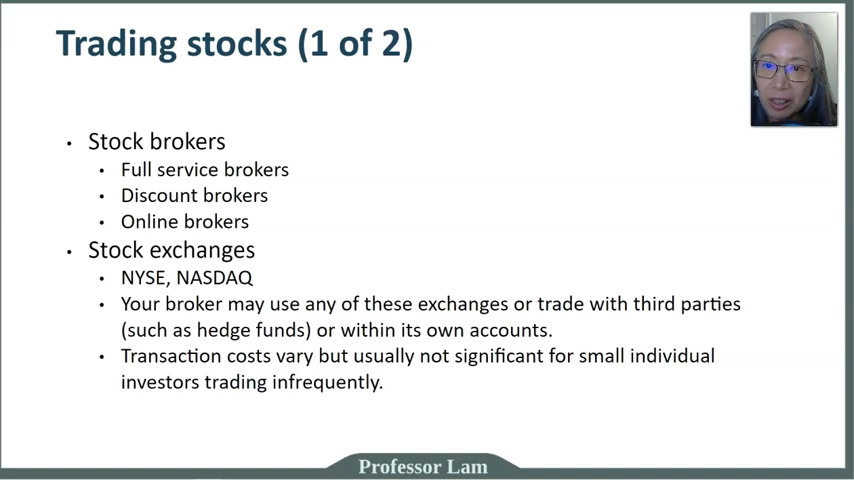 Trading stocks (1 of 2)
• Stock brokers
• Full service brokers
• Discount brokers
• Online brokers
• Stock exchanges
• NYSE, NASDAQ
• Your broker may use any of these exchanges or trade with third parties
(such as hedge funds) or within its own accounts.
• Transaction costs vary but usually not significant for small individual
investors trading infrequently.
Professor Lam